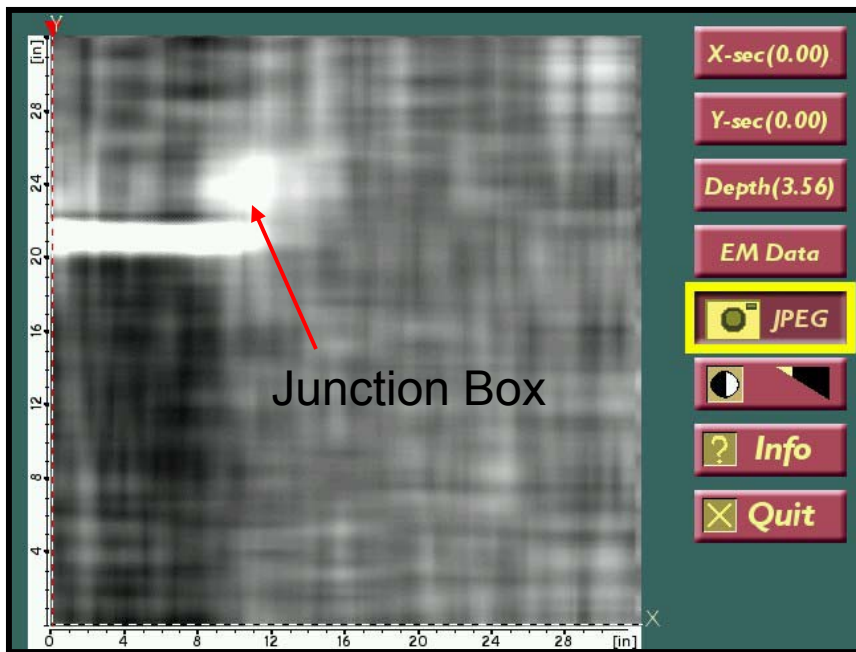 Y
[in]
28
24
20
16
12
8
4
0 4 8 12 16 20 24 28 [in]
X
Junction Box
X-sec(0.00)
Y-sec(0.00)
Depth(3.56)
EM Data
JPEG
? Info
Quit